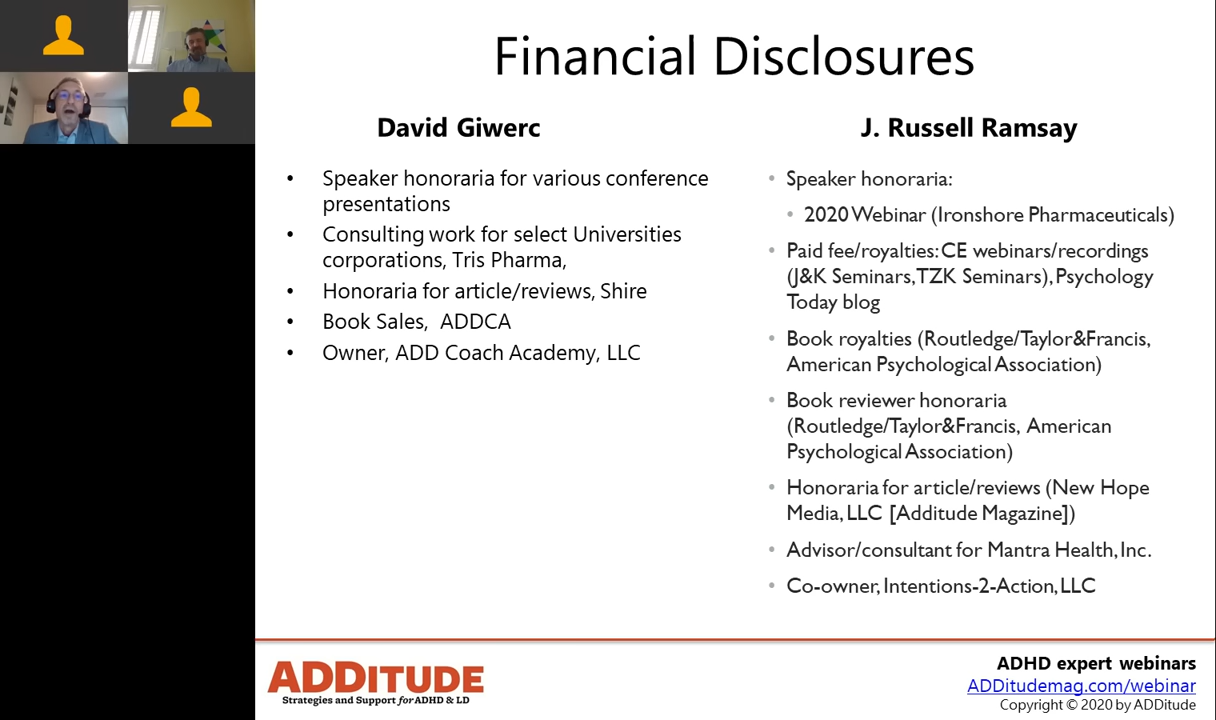 Financial Disclosures
David Giwerc
• Speaker honoraria for various conference
presentations
• Consulting work for select Universities
corporations, Tris Pharma,
• Honoraria for article/reviews, Shire
• Book Sales, ADDCA
• Owner, ADD Coach Academy, LLC
J. Russell Ramsay
• Speaker honoraria:
• 2020 Webinar (Ironshore Pharmaceuticals)
• Paid fee/royalties: CE webinars/recordings
(J&K Seminars, TZK Seminars), Psychology
Today blog
• Book royalties (Routledge/Taylor&Francis,
American Psychological Association)
• Book reviewer honoraria
(Routledge/Taylor&Francis, American
Psychological Association)
• Honoraria for article/reviews (New Hope
Media, LLC [Additude Magazine])
• Advisor/consultant for Mantra Health, Inc.
• Co-owner, Intentions-2-Action, LLC
ADDITUDE
Strategies and Support for ADHD & LD
ADHD expert webinars
ADDitudemag.com/webinar
Copyright © 2020 by ADDitude